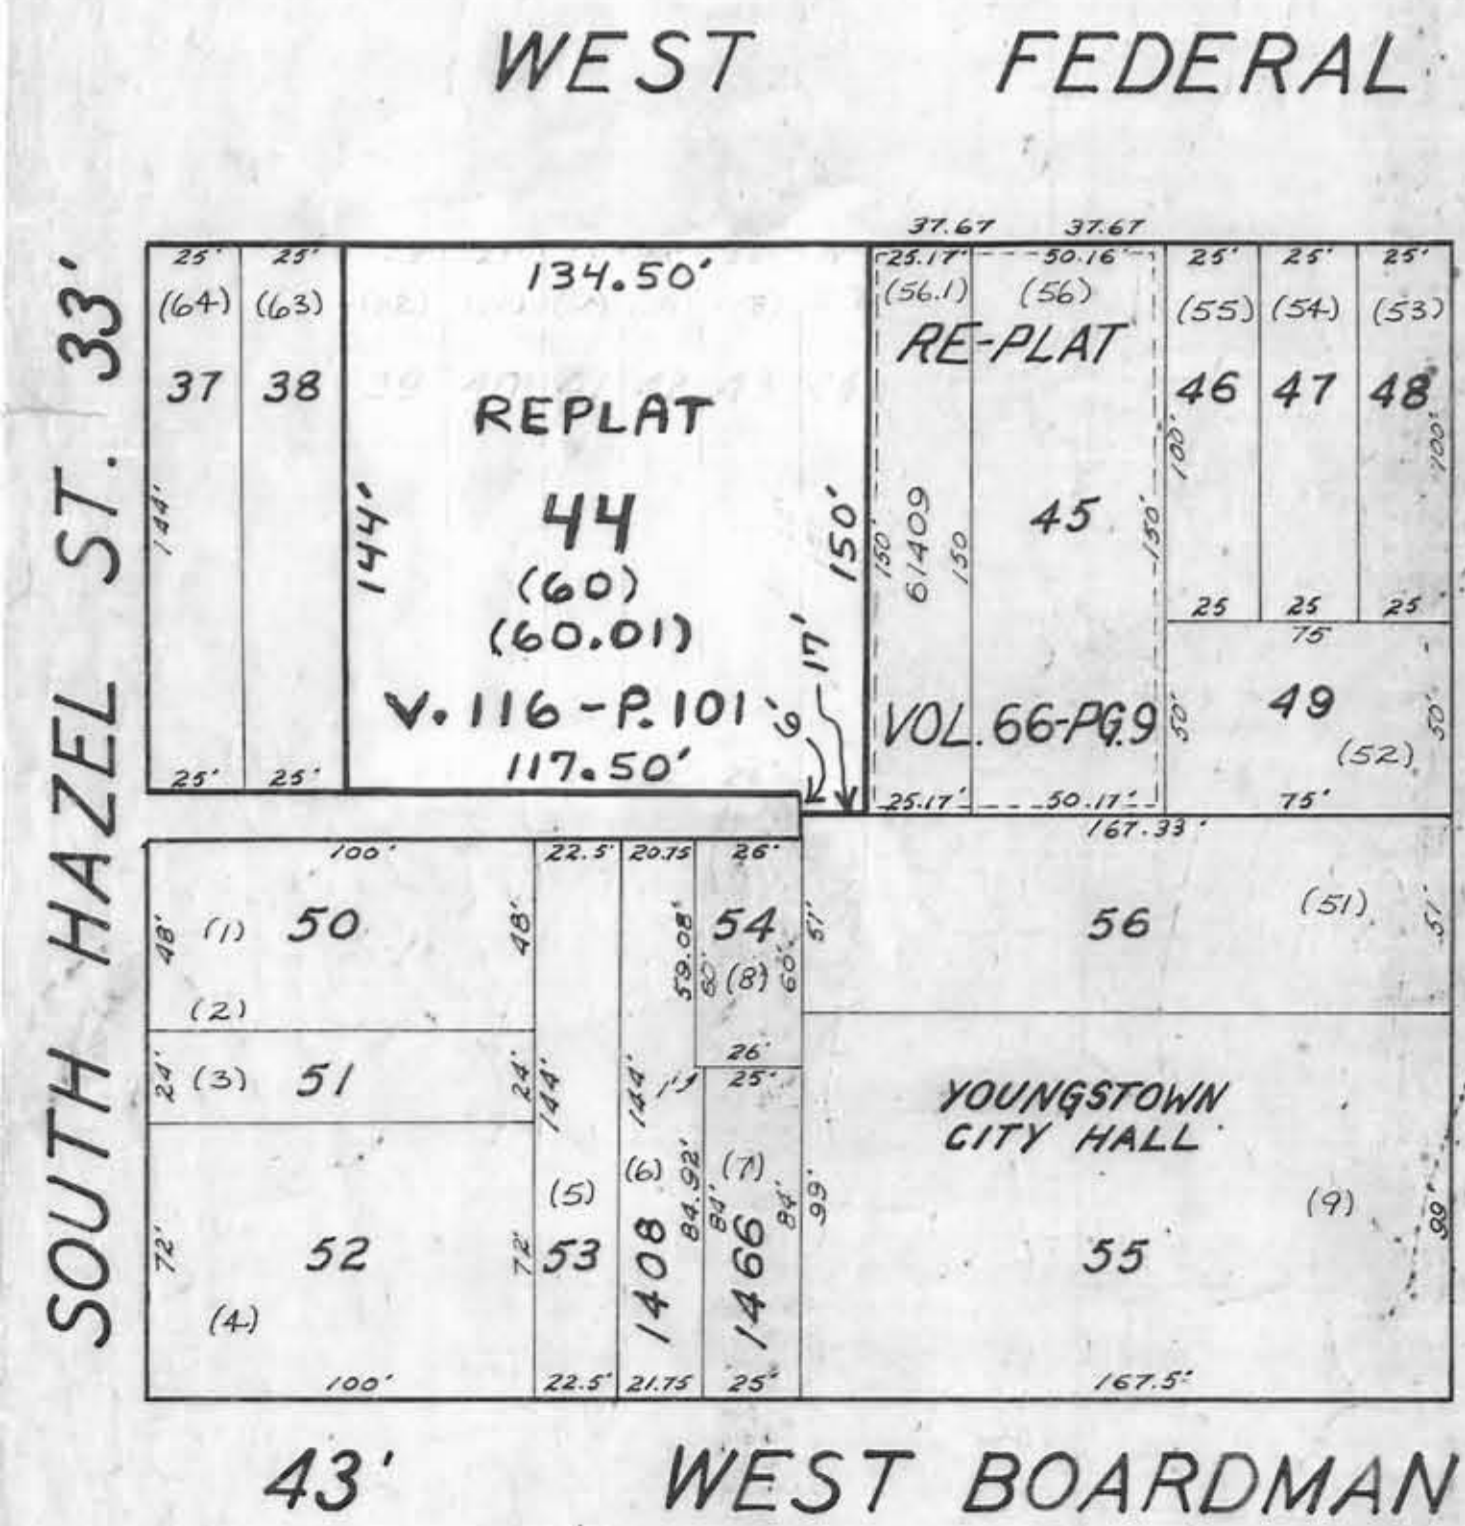 WEST FEDERAL
SOUTH HAZEL ST. 33'
37.67 37.67
25' 25' 134.50' 25.17' 50.16' 25' 25' 25'
(64) (63) (56.1) (56) (55) (54) (53)
RE-PLAT
37 38 46 47 48
REPLAT
100' 100'
144' 144' 44 150' 150' 61409 150 45 150'
(60)
(60.01)
25 25 25
75
17'
V. 116 - P. 101 6' VOL. 66-PG.9 50' 49 50'
(52)
25' 25' 117.50' 25.17' 50.17' 75'
167.33'
100' 22.5' 20.75 26'
48' (1) 50 48' 59.08' 54 51' 56 (51) 51'
60' (8) 60'
(2)
26'
24' (3) 51 24' 144' 144' 1' 25'
YOUNGSTOWN
CITY HALL
(5) (6) 84.92' (7) 84' 84' 99' (9) 99'
72' 52 72' 53 1408 1466 55
(4)
100' 22.5' 21.75 25' 167.5'
43' WEST BOARDMAN